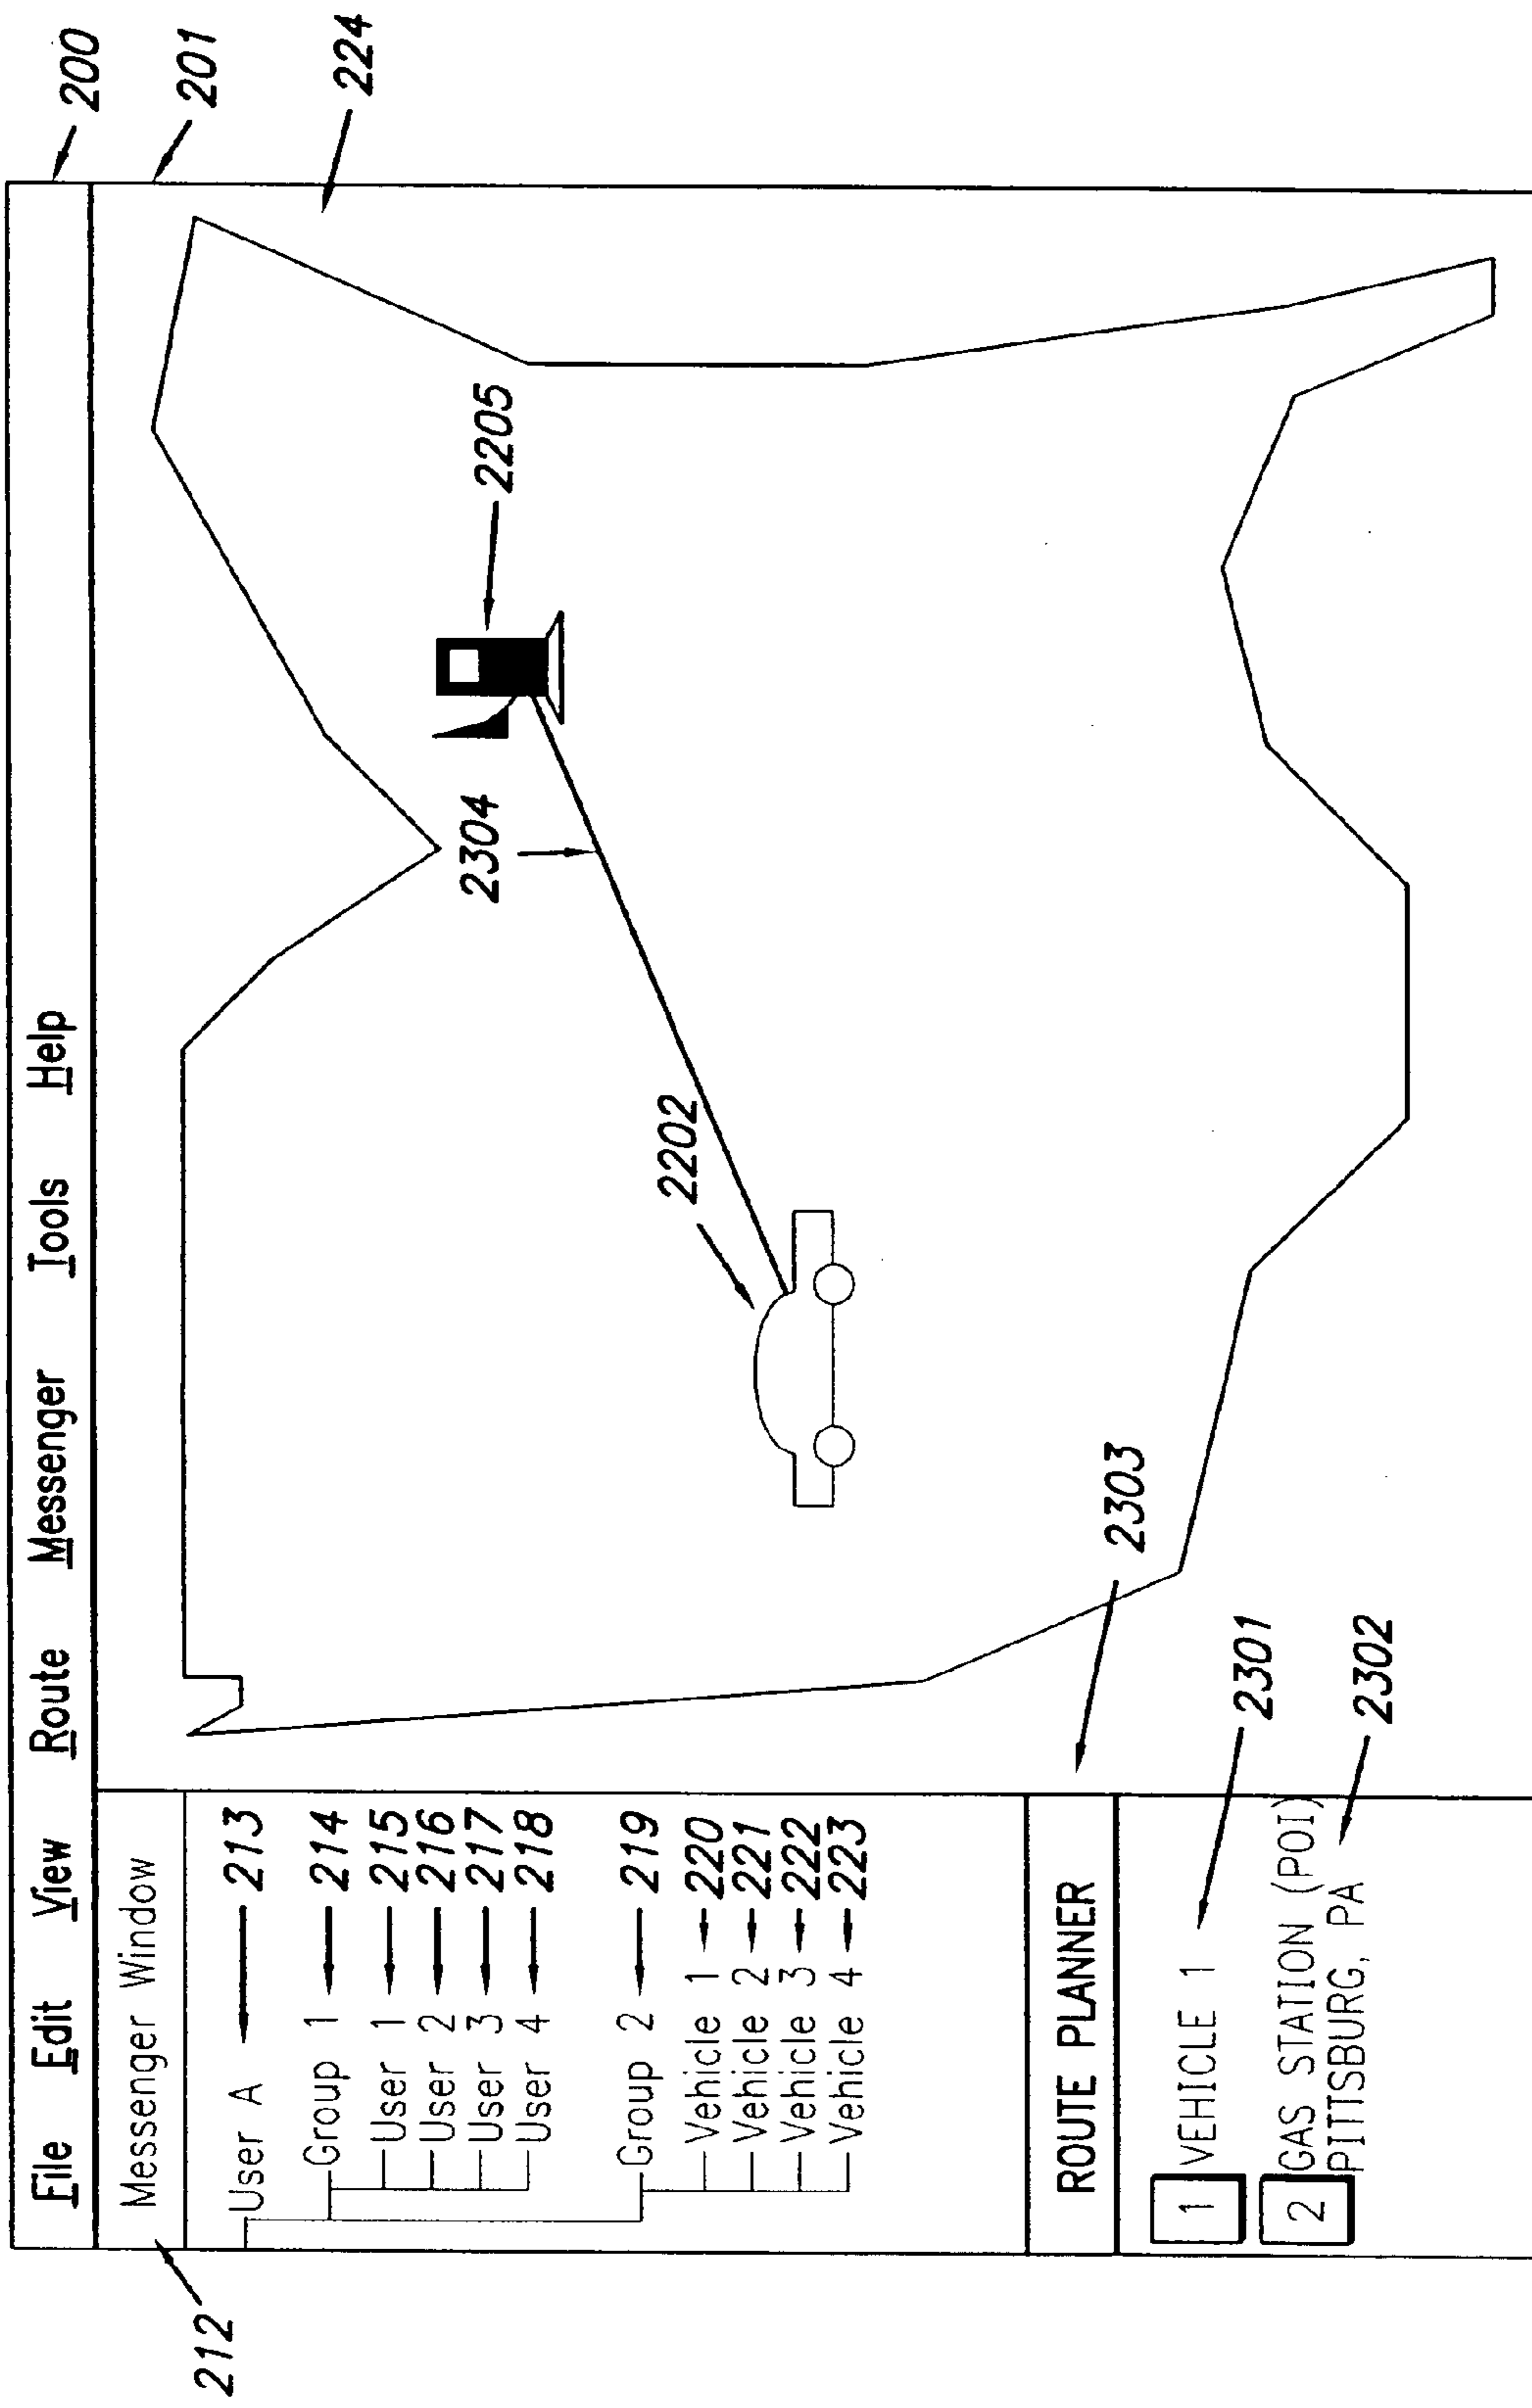 200
File Edit View Route Messenger Tools Help
201
212
Messenger Window
224
User A 213
Group 1 214
User 1 215
User 2 216
User 3 217
User 4 218
Group 2 219
Vehicle 1 220
Vehicle 2 221
Vehicle 3 222
Vehicle 4 223
2205
2304
2202
2303
ROUTE PLANNER
1 VEHICLE 1 2301
2 GAS STATION (POI)
PITTSBURG, PA 2302